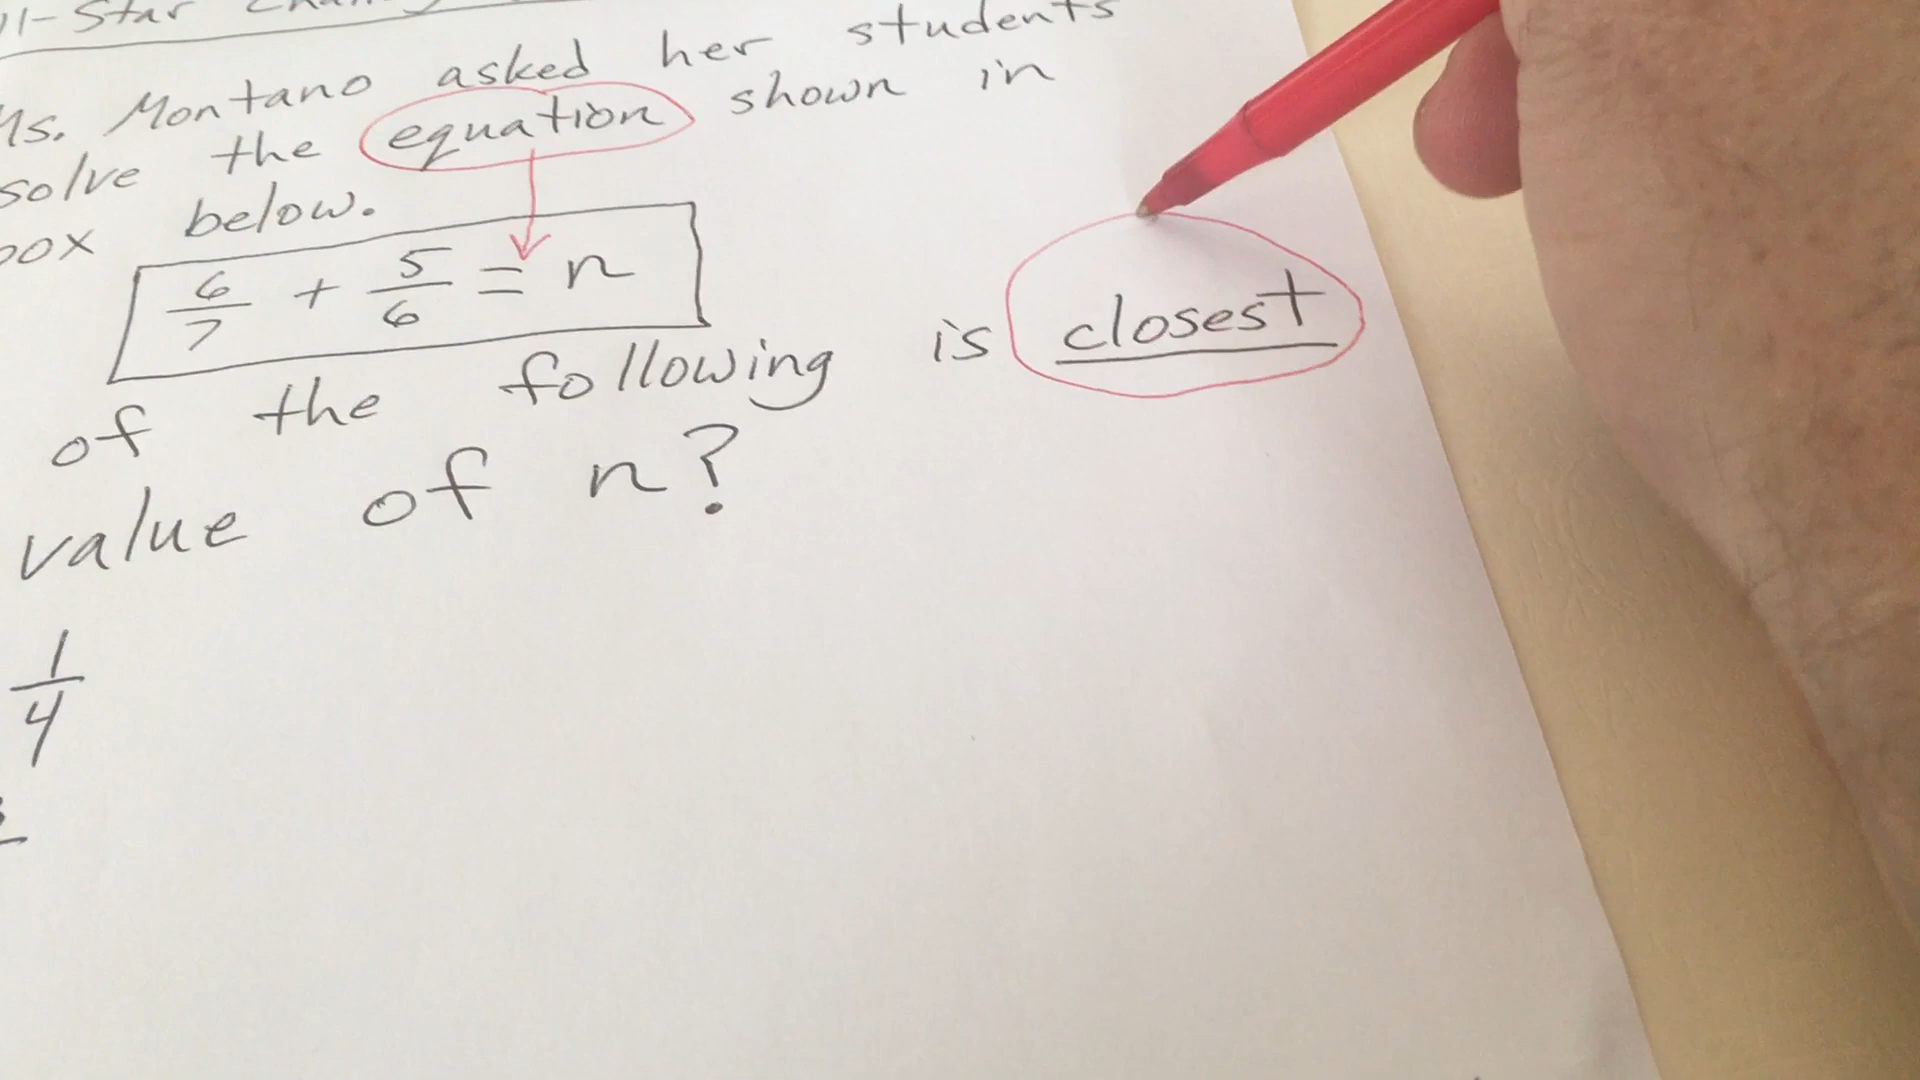 Star
Ms. Montano asked her students
solve the equation shown in
box below.
6/7 + 5/6 = n
of the following is closest
value of n?
1/4